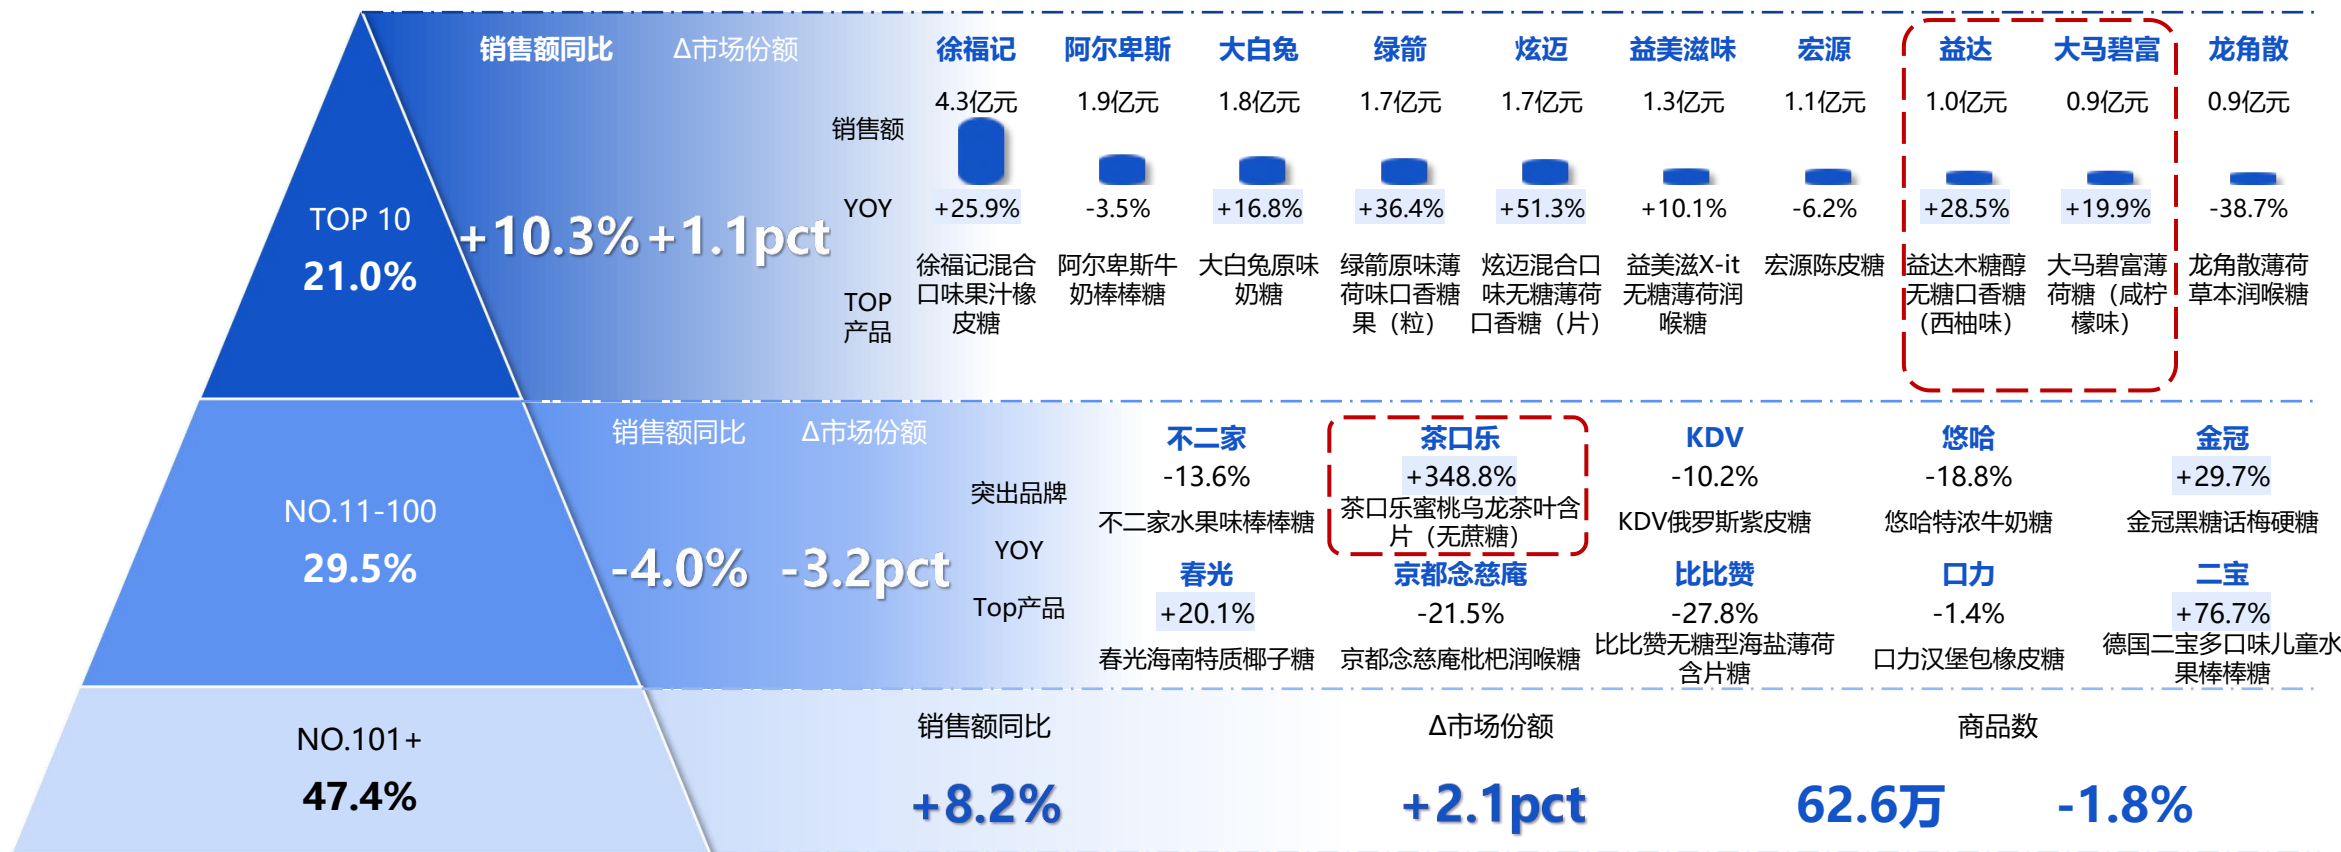 销售额同比 Δ市场份额
徐福记 阿尔卑斯 大白兔 绿箭 炫迈 益美滋味 宏源 益达 大马碧富 龙角散
4.3亿元 1.9亿元 1.8亿元 1.7亿元 1.7亿元 1.3亿元 1.1亿元 1.0亿元 0.9亿元 0.9亿元
销售额
TOP 10
21.0%
+10.3% +1.1pct
YOY
+25.9% -3.5% +16.8% +36.4% +51.3% +10.1% -6.2% +28.5% +19.9% -38.7%
TOP
产品
徐福记混合
口味果汁橡
皮糖
阿尔卑斯牛
奶棒棒糖
大白兔原味
奶糖
绿箭原味薄
荷味口香糖
果（粒）
炫迈混合口
味无糖薄荷
口香糖（片）
益美滋X-it
无糖薄荷润
喉糖
宏源陈皮糖
益达木糖醇
无糖口香糖
（西柚味）
大马碧富薄
荷糖（咸柠
檬味）
龙角散薄荷
草本润喉糖
销售额同比 Δ市场份额
NO.11-100
29.5%
-4.0% -3.2pct
突出品牌
YOY
Top产品
不二家 茶口乐 KDV 悠哈 金冠
-13.6% +348.8% -10.2% -18.8% +29.7%
不二家水果味棒棒糖
茶口乐蜜桃乌龙茶叶含
片（无蔗糖）
KDV俄罗斯紫皮糖
悠哈特浓牛奶糖
金冠黑糖话梅硬糖
春光 京都念慈庵 比比赞 口力 二宝
+20.1% -21.5% -27.8% -1.4% +76.7%
春光海南特质椰子糖
京都念慈庵枇杷润喉糖
比比赞无糖型海盐薄荷
含片糖
口力汉堡包橡皮糖
德国二宝多口味儿童水
果棒棒糖
NO.101+
47.4%
销售额同比 Δ市场份额 商品数
+8.2% +2.1pct 62.6万 -1.8%